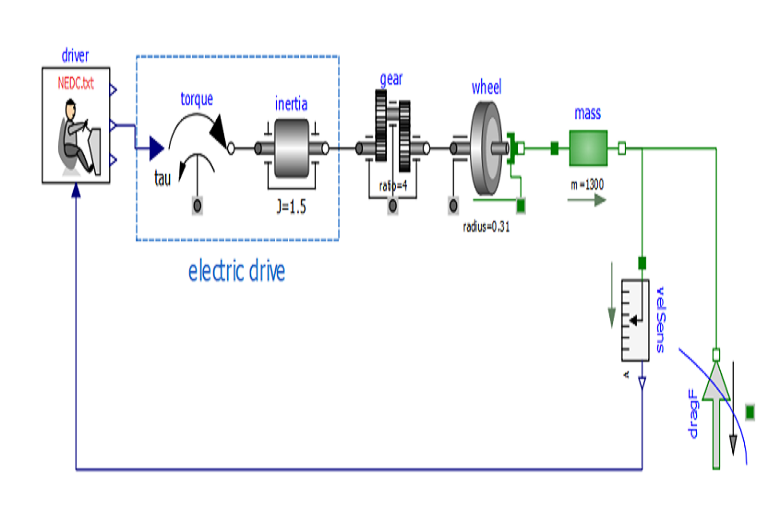 driver
NEDC.txt
torque
inertia
gear
wheel
mass
tau
ratio=4
m=1300
J=1.5
radius=0.31
electric drive
velSens
v
dragF